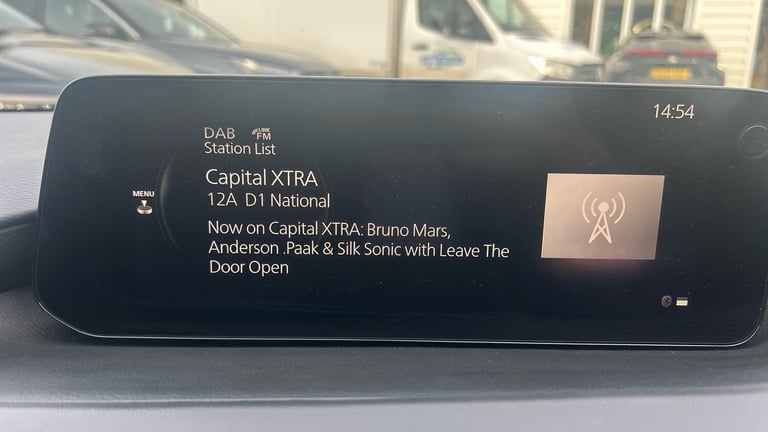 14:54
DAB LINK FM
Station List
Capital XTRA
MENU
12A D1 National
Now on Capital XTRA: Bruno Mars,
Anderson .Paak & Silk Sonic with Leave The
Door Open